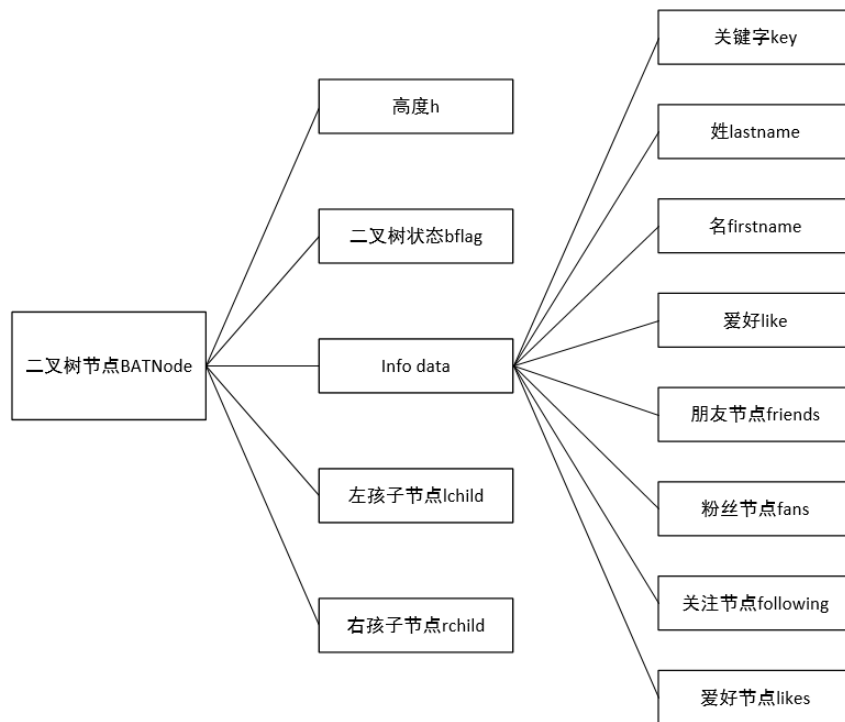 二叉树节点BATNode
高度h
二叉树状态bflag
Info data
左孩子节点lchild
右孩子节点rchild
关键字key
姓lastname
名firstname
爱好like
朋友节点friends
粉丝节点fans
关注节点following
爱好节点likes